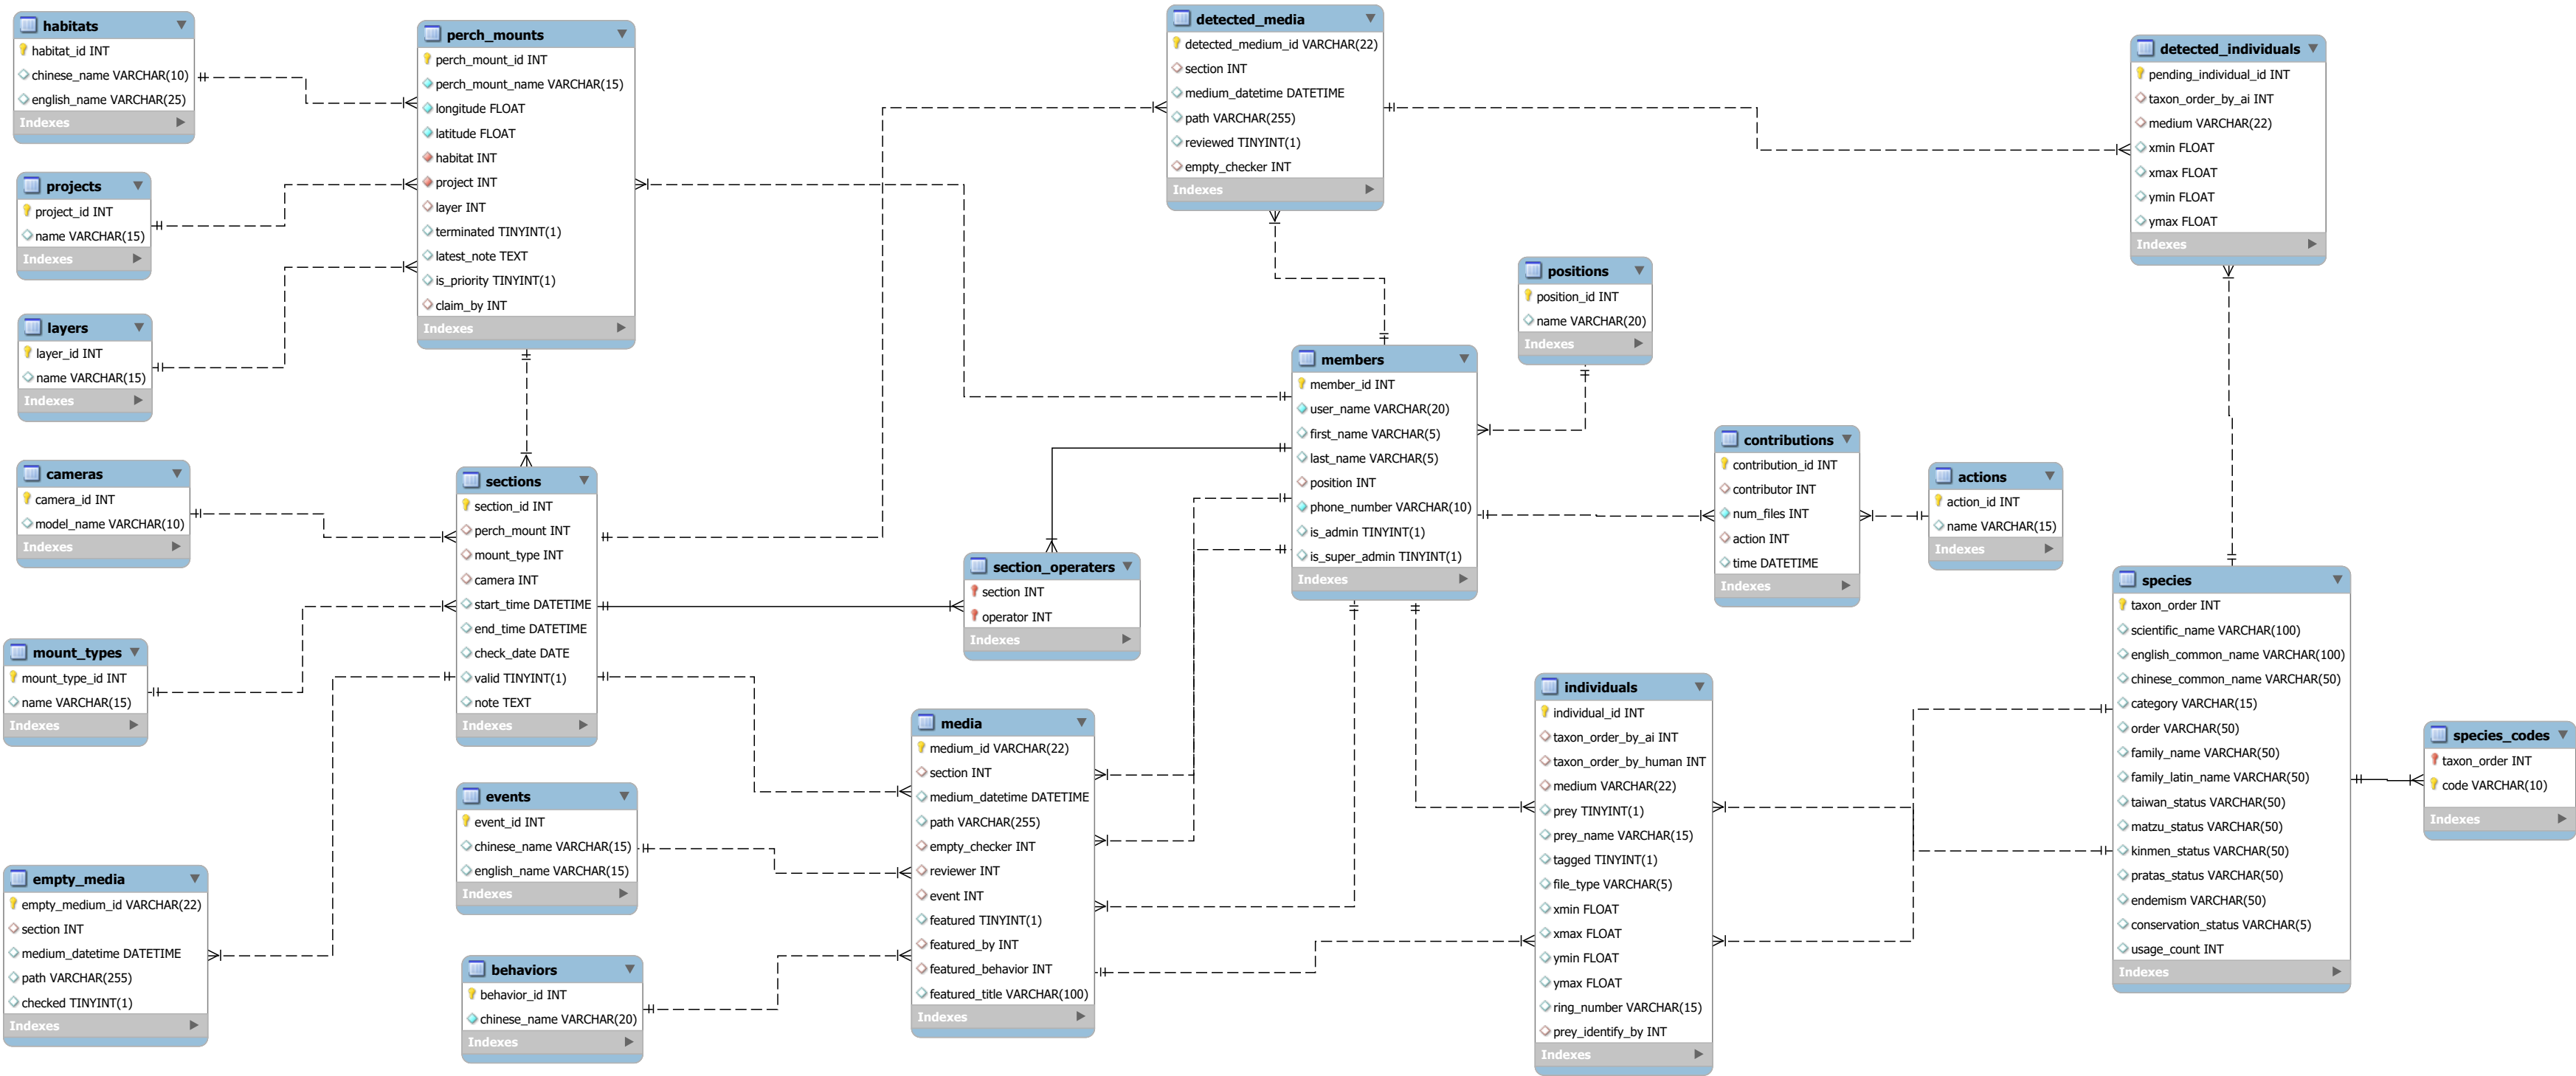 habitats
habitat_id INT
chinese_name VARCHAR(10)
english_name VARCHAR(25)
Indexes
projects
project_id INT
name VARCHAR(15)
Indexes
layers
layer_id INT
name VARCHAR(15)
Indexes
cameras
camera_id INT
model_name VARCHAR(10)
Indexes
mount_types
mount_type_id INT
name VARCHAR(15)
Indexes
empty_media
empty_medium_id VARCHAR(22)
section INT
medium_datetime DATETIME
path VARCHAR(255)
checked TINYINT(1)
Indexes
perch_mounts
perch_mount_id INT
perch_mount_name VARCHAR(15)
longitude FLOAT
latitude FLOAT
habitat INT
project INT
layer INT
terminated TINYINT(1)
latest_note TEXT
is_priority TINYINT(1)
claim_by INT
Indexes
sections
section_id INT
perch_mount INT
mount_type INT
camera INT
start_time DATETIME
end_time DATETIME
check_date DATE
valid TINYINT(1)
note TEXT
Indexes
events
event_id INT
chinese_name VARCHAR(15)
english_name VARCHAR(15)
Indexes
behaviors
behavior_id INT
chinese_name VARCHAR(20)
Indexes
detected_media
detected_medium_id VARCHAR(22)
section INT
medium_datetime DATETIME
path VARCHAR(255)
reviewed TINYINT(1)
empty_checker INT
Indexes
section_operaters
section INT
operator INT
Indexes
media
medium_id VARCHAR(22)
section INT
medium_datetime DATETIME
path VARCHAR(255)
empty_checker INT
reviewer INT
event INT
featured TINYINT(1)
featured_by INT
featured_behavior INT
featured_title VARCHAR(100)
Indexes
members
member_id INT
user_name VARCHAR(20)
first_name VARCHAR(5)
last_name VARCHAR(5)
position INT
phone_number VARCHAR(10)
is_admin TINYINT(1)
is_super_admin TINYINT(1)
Indexes
positions
position_id INT
name VARCHAR(20)
Indexes
contributions
contribution_id INT
contributor INT
num_files INT
action INT
time DATETIME
Indexes
actions
action_id INT
name VARCHAR(15)
Indexes
individuals
individual_id INT
taxon_order_by_ai INT
taxon_order_by_human INT
medium VARCHAR(22)
prey TINYINT(1)
prey_name VARCHAR(15)
tagged TINYINT(1)
file_type VARCHAR(5)
xmin FLOAT
xmax FLOAT
ymin FLOAT
ymax FLOAT
ring_number VARCHAR(15)
prey_identify_by INT
Indexes
detected_individuals
pending_individual_id INT
taxon_order_by_ai INT
medium VARCHAR(22)
xmin FLOAT
xmax FLOAT
ymin FLOAT
ymax FLOAT
Indexes
species
taxon_order INT
scientific_name VARCHAR(100)
english_common_name VARCHAR(100)
chinese_common_name VARCHAR(50)
category VARCHAR(15)
order VARCHAR(50)
family_name VARCHAR(50)
family_latin_name VARCHAR(50)
taiwan_status VARCHAR(50)
matzu_status VARCHAR(50)
kinmen_status VARCHAR(50)
pratas_status VARCHAR(50)
endemism VARCHAR(50)
conservation_status VARCHAR(5)
usage_count INT
Indexes
species_codes
taxon_order INT
code VARCHAR(10)
Indexes